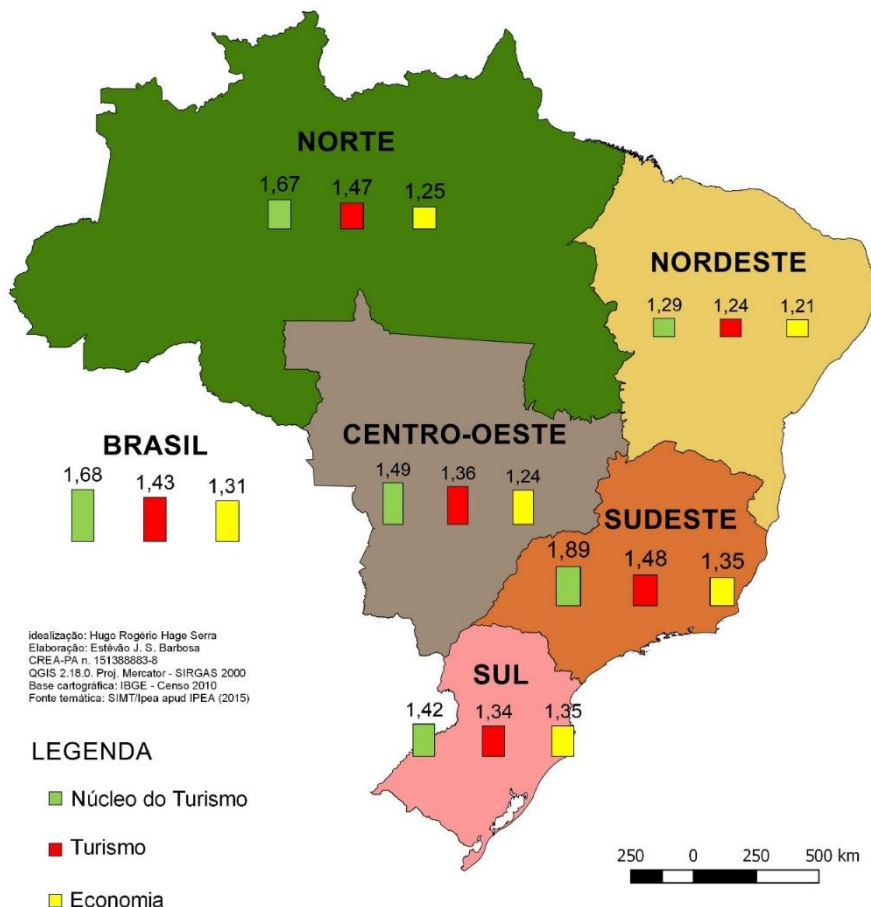 NORTE
1,67 1,47 1,25
NORDESTE
1,29 1,24 1,21
CENTRO-OESTE
1,49 1,36 1,24
BRASIL
1,68 1,43 1,31
SUDESTE
1,89 1,48 1,35
SUL
1,42 1,34 1,35
idealização: Hugo Rogério Hage Serra
Elaboração: Estêvão J. S. Barbosa
CREA-PA n. 151388883-8
QGIS 2.18.0. Proj. Mercator - SIRGAS 2000
Base cartográfica: IBGE - Censo 2010
Fonte temática: SIMT/Ipea apud IPEA (2015)
LEGENDA
Núcleo do Turismo
Turismo
Economia
250 0 250 500 km